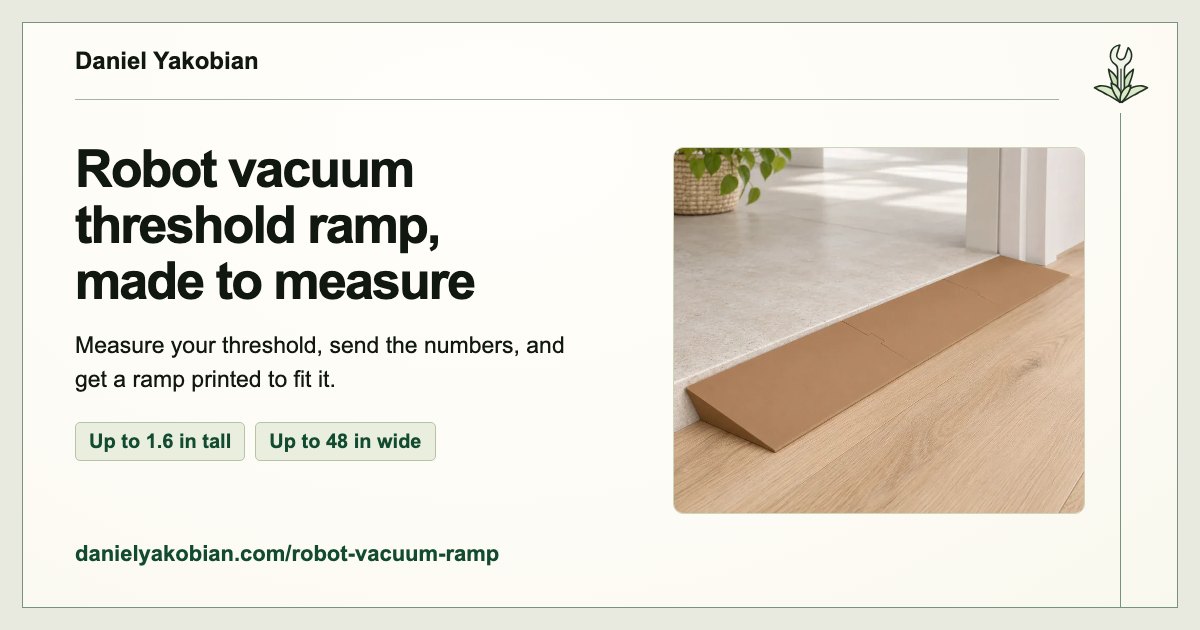 Daniel Yakobian
Robot vacuum
threshold ramp,
made to measure
Measure your threshold, send the numbers, and
get a ramp printed to fit it.
Up to 1.6 in tall
Up to 48 in wide
danielyakobian.com/robot-vacuum-ramp